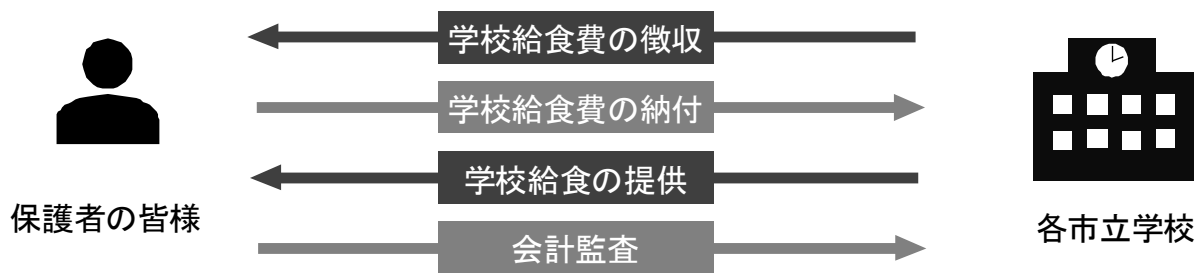 学校給食費の徴収
学校給食費の納付
学校給食の提供
会計監査
保護者の皆様
各市立学校